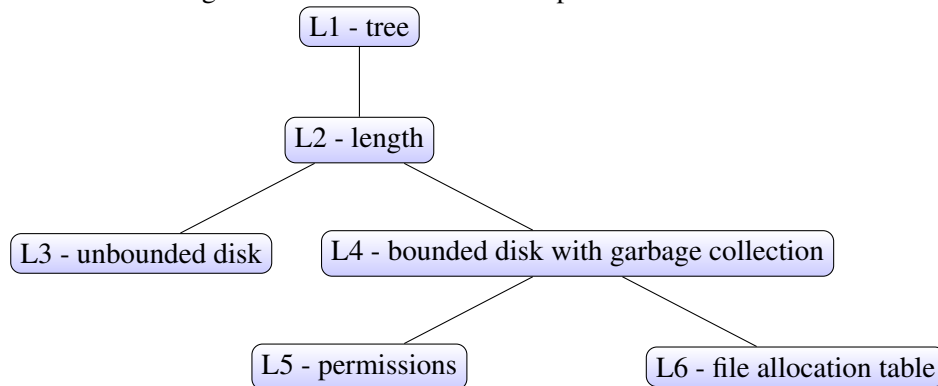 L1 - tree
L2 - length
L3 - unbounded disk
L4 - bounded disk with garbage collection
L5 - permissions
L6 - file allocation table